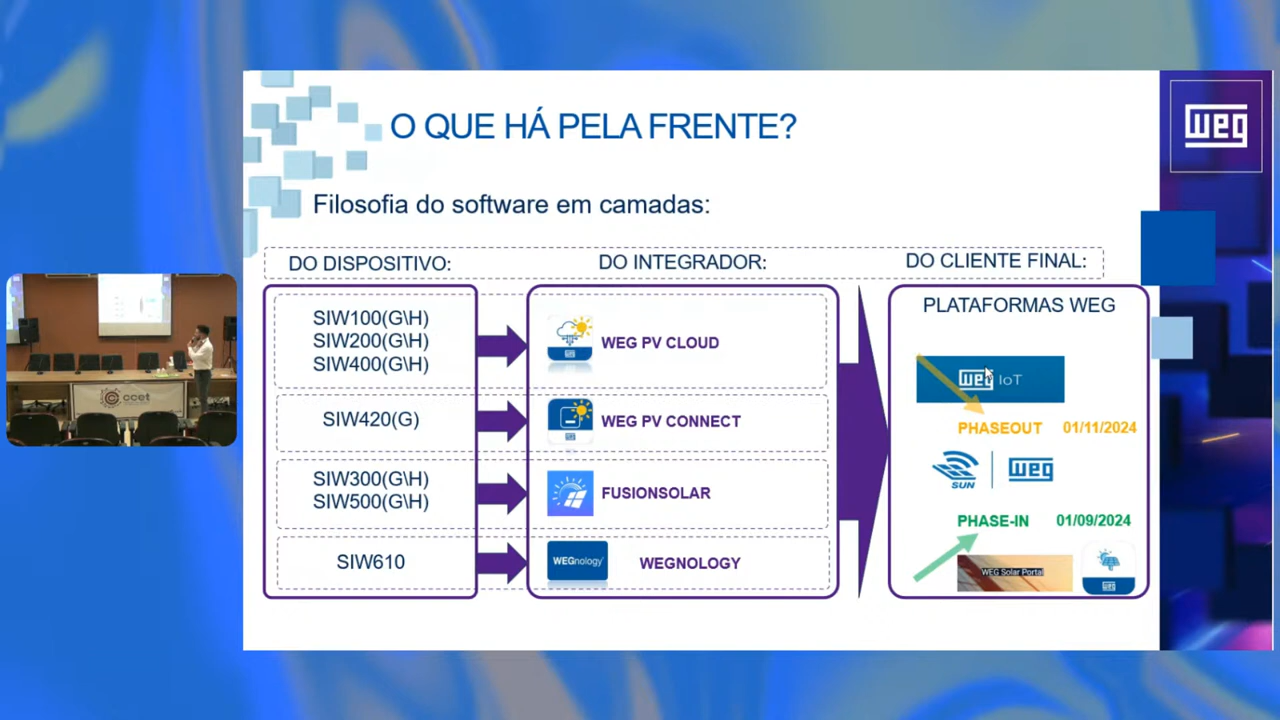 O QUE HÁ PELA FRENTE?
weg
Filosofia do software em camadas:
DO DISPOSITIVO:
DO INTEGRADOR:
DO CLIENTE FINAL:
SIW100(G\H)
SIW200(G\H)
SIW400(G\H)
WEG PV CLOUD
SIW420(G)
WEG PV CONNECT
SIW300(G\H)
SIW500(G\H)
FUSIONSOLAR
SIW610
WEGnology
WEGNOLOGY
PLATAFORMAS WEG
weg IoT
PHASEOUT 01/11/2024
SUN weg
PHASE-IN 01/09/2024
WEG Solar Portal
weg
ccet